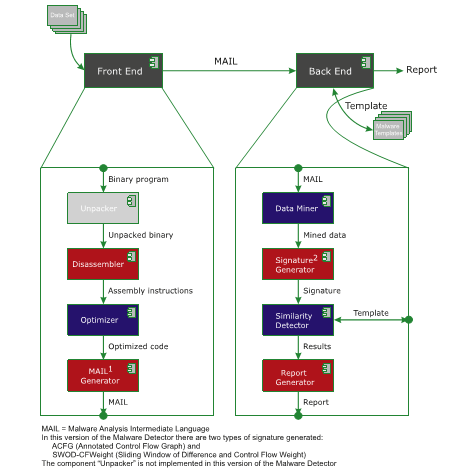 Data Set
Front End
MAIL
Back End
Report
Template
Malware
Templates
Binary program
Unpacker
Unpacked binary
Disassembler
Assembly instructions
Optimizer
Optimized code
MAIL1
Generator
MAIL
MAIL
Data Miner
Mined data
Signature2
Generator
Signature
Similarity
Detector
Template
Results
Report
Generator
Report
MAIL = Malware Analysis Intermediate Language
In this version of the Malware Detector there are two types of signature generated:
ACFG (Annotated Control Flow Graph) and
SWOD-CFWeight (Sliding Window of Difference and Control Flow Weight)
The component “Unpacker” is not implemented in this version of the Malware Detector